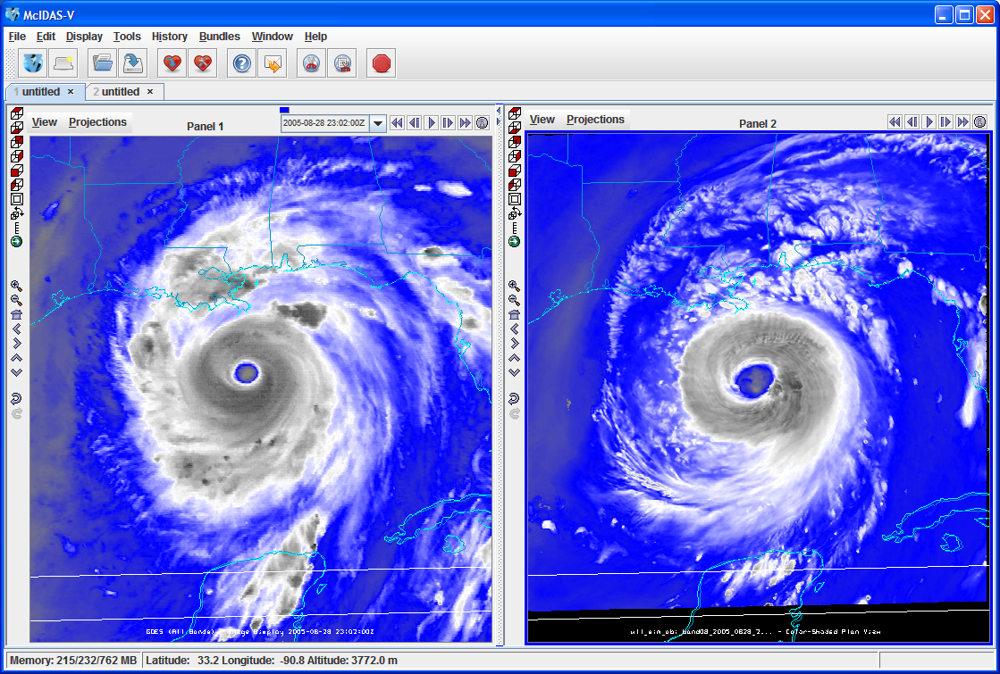 McIDAS-V
File Edit Display Tools History Bundles Window Help
1 untitled × 2 untitled ×
View Projections Panel 1 2005-08-28 23:02:00Z
View Projections Panel 2
GOES (All Bands) - Image Display 2005-08-28 23:02:00Z
band08_2005_0828_2... - Color-Shaded Plan View
Memory: 215/232/762 MB Latitude: 33.2 Longitude: -90.8 Altitude: 3772.0 m